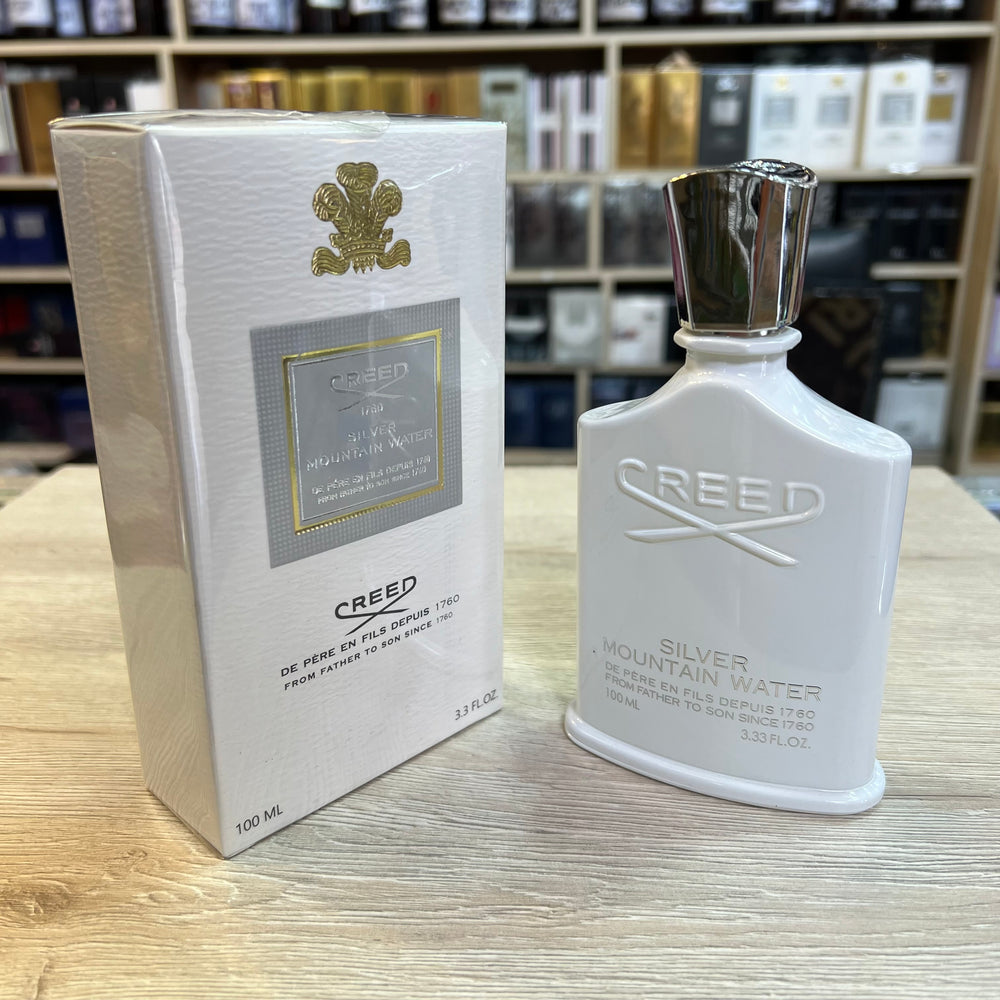 CREED
1760
SILVER
MOUNTAIN WATER
DE PÈRE EN FILS DEPUIS 1760
FROM FATHER TO SON SINCE 1760
CREED
DE PÈRE EN FILS DEPUIS 1760
FROM FATHER TO SON SINCE 1760
3.3 FL.OZ.
100 ML
CREED
SILVER
MOUNTAIN WATER
DE PÈRE EN FILS DEPUIS 1760
FROM FATHER TO SON SINCE 1760
100 ML
3.33 FL.OZ.